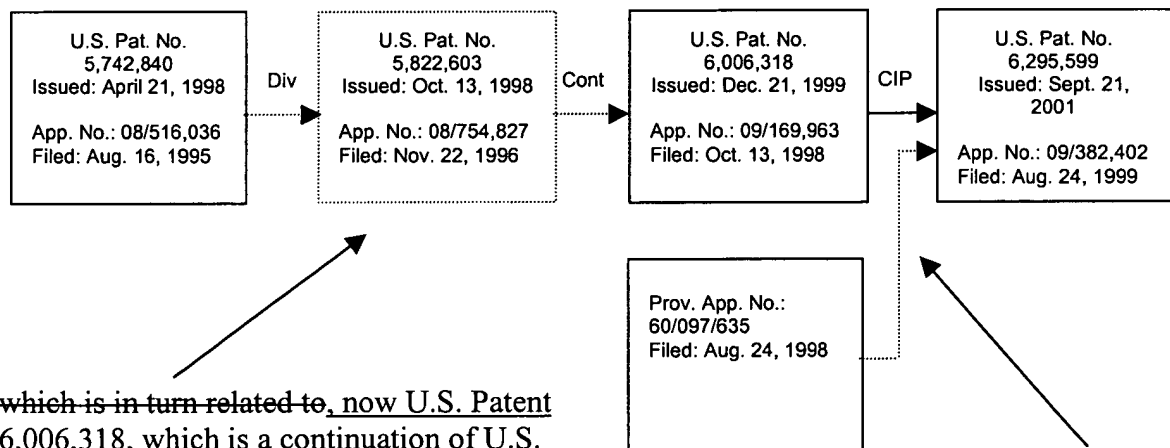 U.S. Pat. No.
5,742,840
Issued: April 21, 1998
App. No.: 08/516,036
Filed: Aug. 16, 1995
Div
U.S. Pat. No.
5,822,603
Issued: Oct. 13, 1998
App. No.: 08/754,827
Filed: Nov. 22, 1996
Cont
U.S. Pat. No.
6,006,318
Issued: Dec. 21, 1999
App. No.: 09/169,963
Filed: Oct. 13, 1998
CIP
U.S. Pat. No.
6,295,599
Issued: Sept. 21,
2001
App. No.: 09/382,402
Filed: Aug. 24, 1999
Prov. App. No.:
60/097/635
Filed: Aug. 24, 1998
which is in turn related to, now U.S. Patent
6,006,318, which is a continuation of U.S.